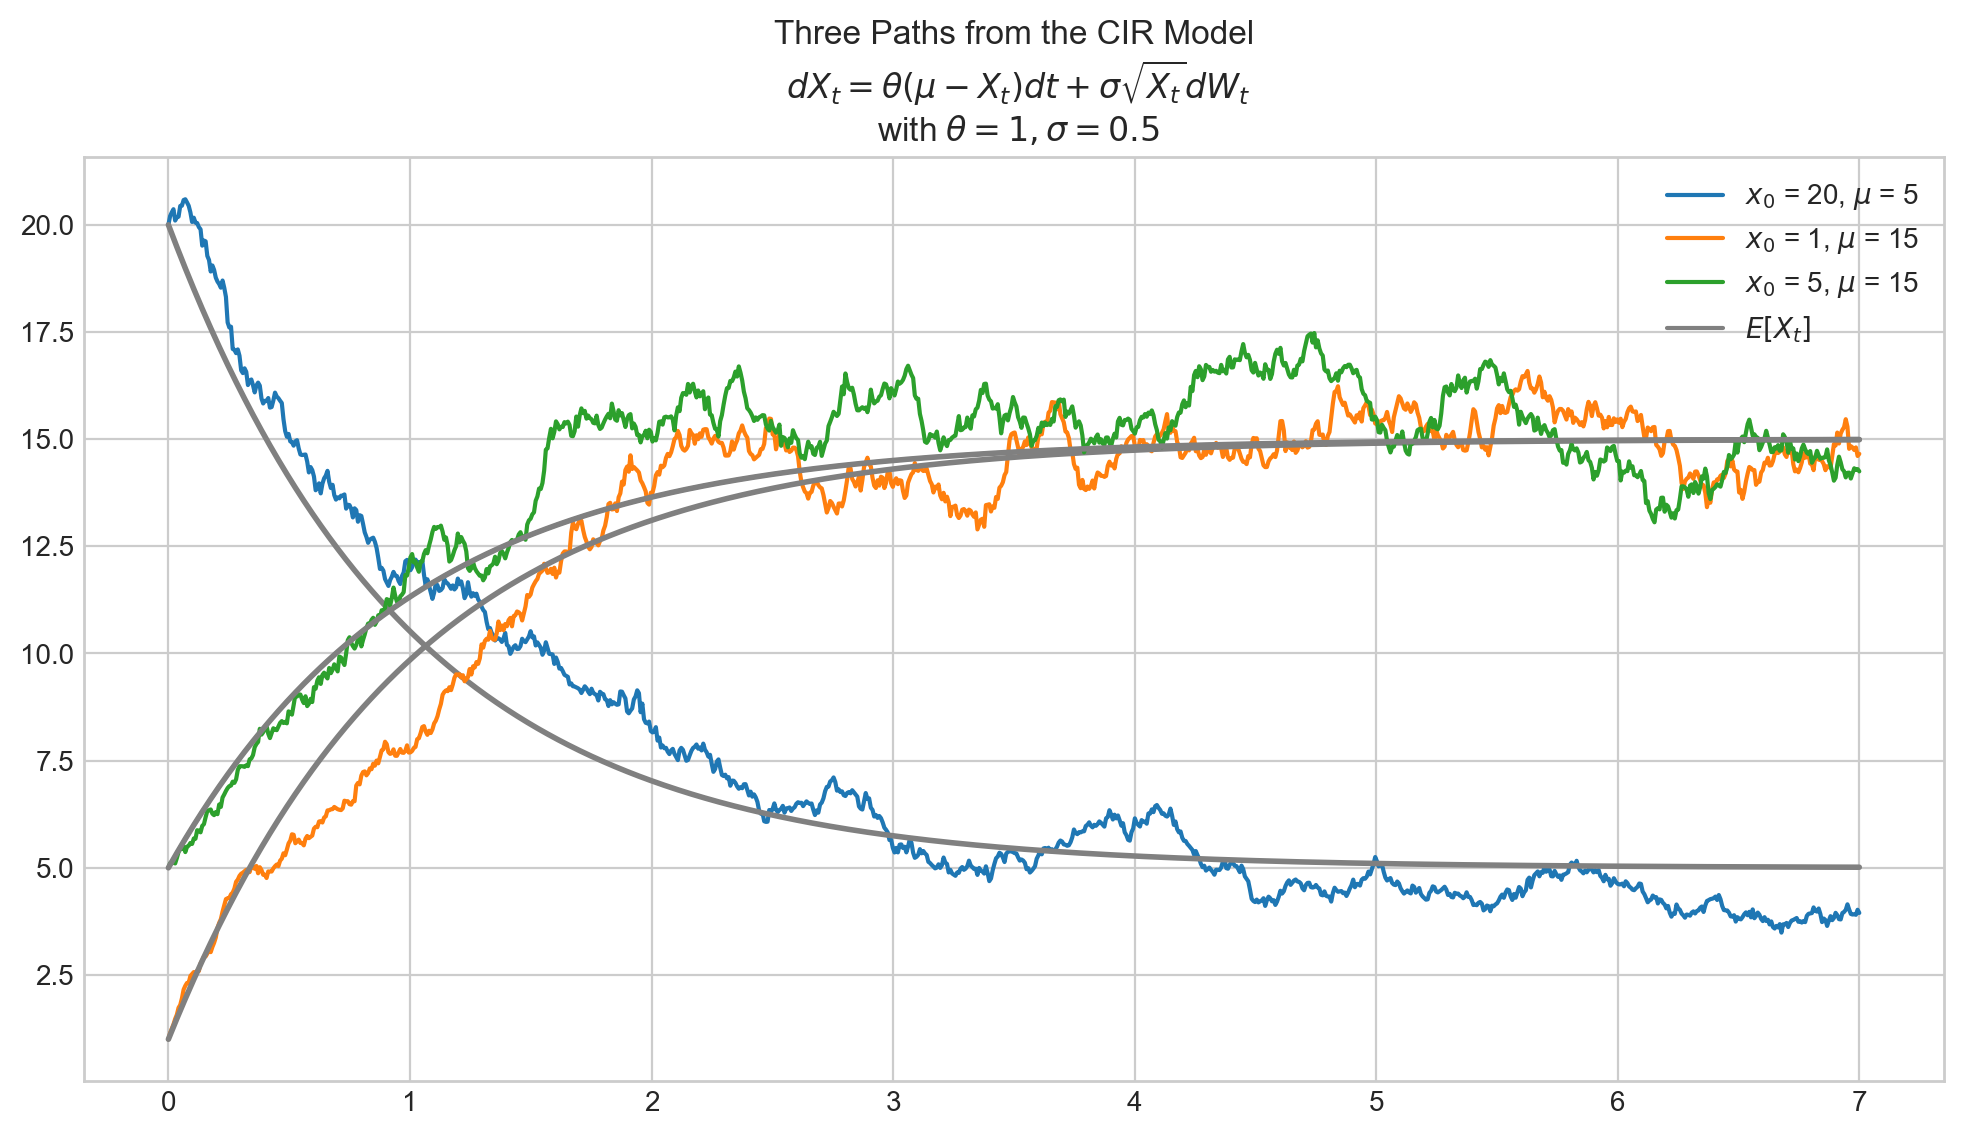 Three Paths from the CIR Model
dX_t = θ(μ − X_t)dt + σ√X_t dW_t
with θ = 1, σ = 0.5
x_0 = 20, μ = 5
x_0 = 1, μ = 15
x_0 = 5, μ = 15
E[X_t]
20.0
17.5
15.0
12.5
10.0
7.5
5.0
2.5
0 1 2 3 4 5 6 7